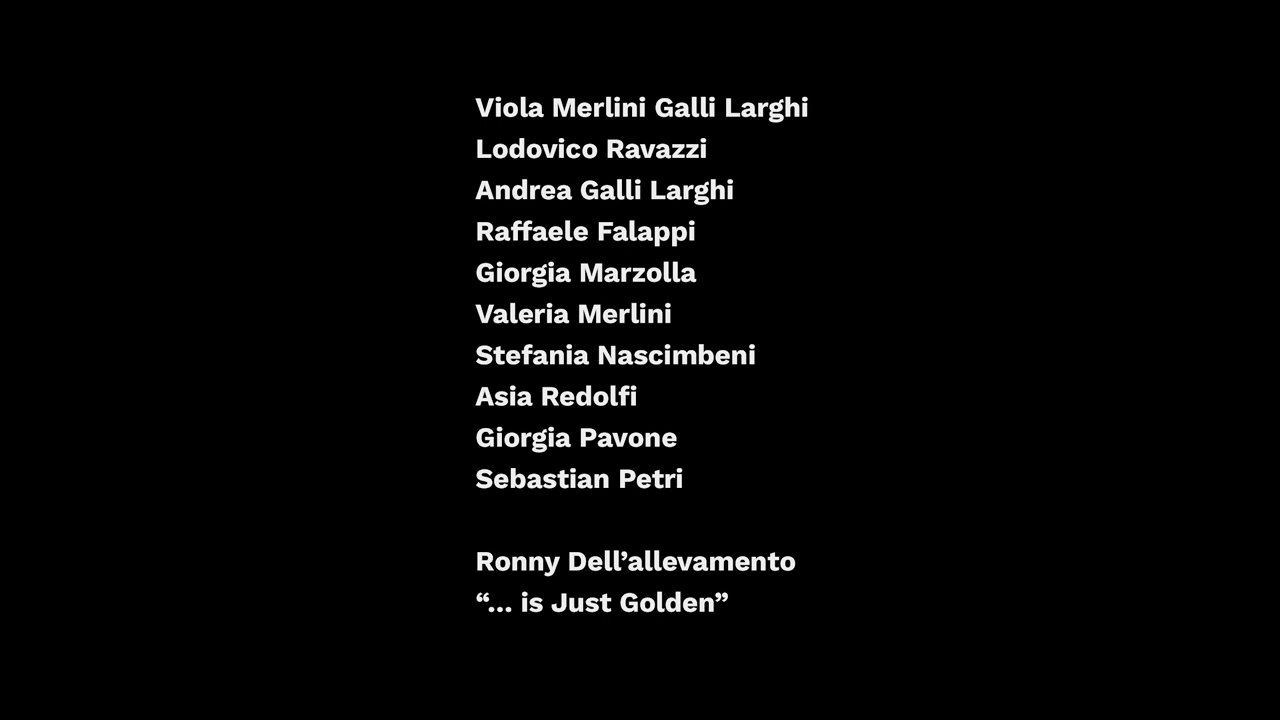 Viola Merlini Galli Larghi
Lodovico Ravazzi
Andrea Galli Larghi
Raffaele Falappi
Giorgia Marzolla
Valeria Merlini
Stefania Nascimbeni
Asia Redolfi
Giorgia Pavone
Sebastian Petri
Ronny Dell’allevamento
“... is Just Golden”